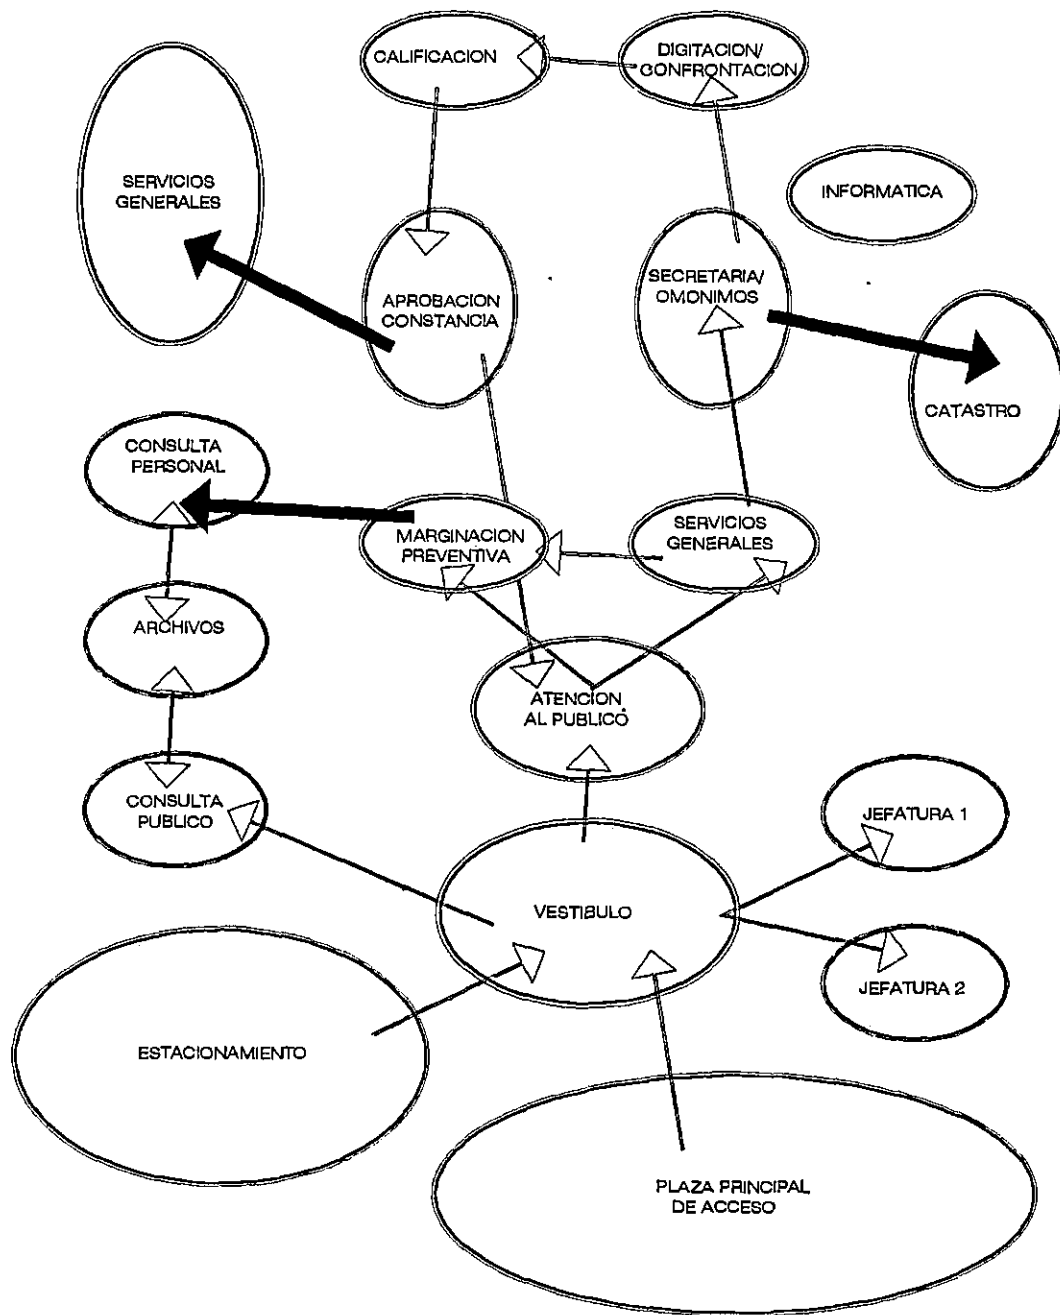 CALIFICACION
DIGITACION/
CONFRONTACION
SERVICIOS
GENERALES
INFORMATICA
APROBACION
CONSTANCIA
SECRETARIA/
OMONIMOS
CATASTRO
CONSULTA
PERSONAL
MARGINACION
PREVENTIVA
SERVICIOS
GENERALES
ARCHIVOS
ATENCION
AL PUBLICO
CONSULTA
PUBLICO
JEFATURA 1
VESTIBULO
JEFATURA 2
ESTACIONAMIENTO
PLAZA PRINCIPAL
DE ACCESO